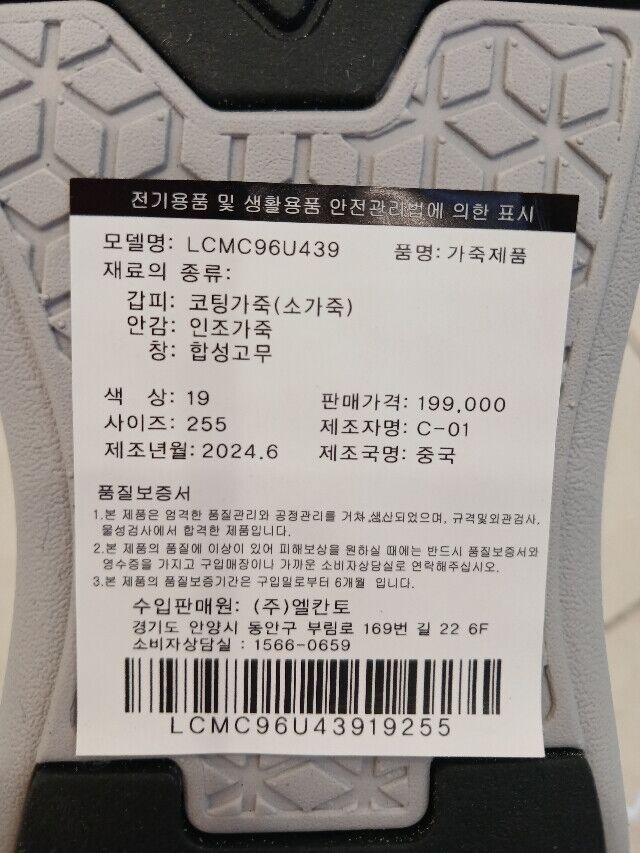 전기용품 및 생활용품 안전관리법에 의한 표시
모델명: LCMC96U439 품명: 가죽제품
재료의 종류:
갑피: 코팅가죽(소가죽)
안감: 인조가죽
창: 합성고무
색 상: 19 판매가격: 199,000
사이즈: 255 제조자명: C-01
제조년월: 2024.6 제조국명: 중국
품질보증서
1.본 제품은 엄격한 품질관리와 공정관리를 거쳐 생산되었으며, 규격및외관검사,
물성검사에서 합격한 제품입니다.
2.본 제품의 품질에 이상이 있어 피해보상을 원하실 때에는 반드시 품질보증서와
영수증을 가지고 구입매장이나 가까운 소비자상담실로 연락해주십시오.
3.본 제품의 품질보증기간은 구입일로부터 6개월 입니다.
수입판매원: (주)엘칸토
경기도 안양시 동안구 부림로 169번 길 22 6F
소비자상담실 : 1566-0659
LCMC96U43919255